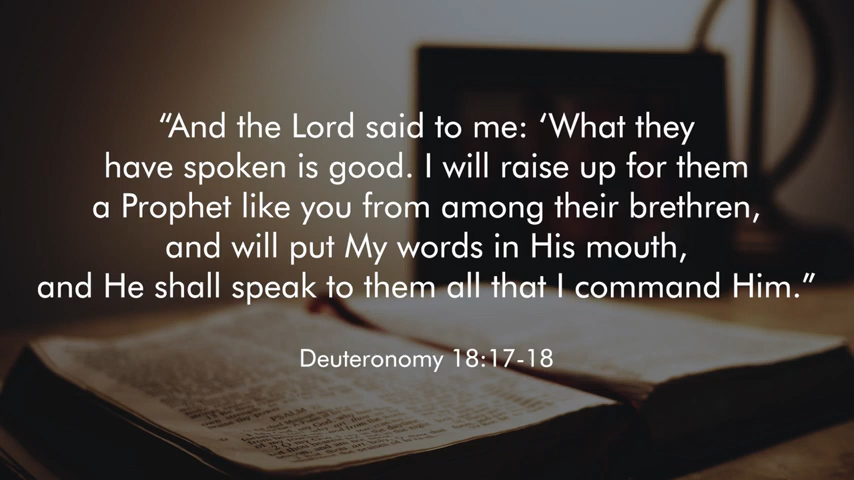 “And the Lord said to me: ‘What they
have spoken is good. I will raise up for them
a Prophet like you from among their brethren,
and will put My words in His mouth,
and He shall speak to them all that I command Him.”
Deuteronomy 18:17-18
PSALM